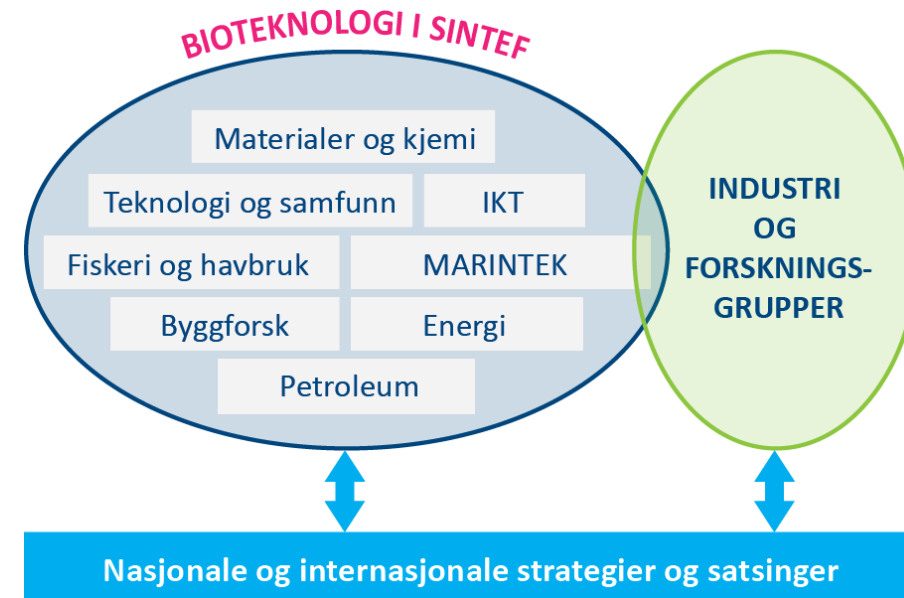 BIOTEKNOLOGI I SINTEF
Materialer og kjemi
Teknologi og samfunn
IKT
Fiskeri og havbruk
MARINTEK
Byggforsk
Energi
Petroleum
INDUSTRI
OG
FORSKNINGS-
GRUPPER
Nasjonale og internasjonale strategier og satsinger